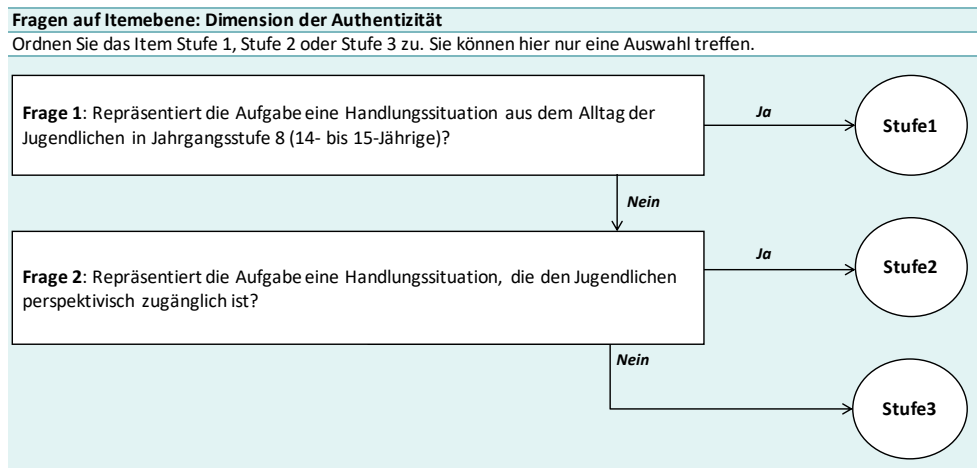 Fragen auf Itemebene: Dimension der Authentizität
Ordnen Sie das Item Stufe 1, Stufe 2 oder Stufe 3 zu. Sie können hier nur eine Auswahl treffen.
Frage 1: Repräsentiert die Aufgabe eine Handlungssituation aus dem Alltag der
Jugendlichen in Jahrgangsstufe 8 (14- bis 15-Jährige)?
Ja
Stufe1
Nein
Frage 2: Repräsentiert die Aufgabe eine Handlungssituation, die den Jugendlichen
perspektivisch zugänglich ist?
Ja
Stufe2
Nein
Stufe3